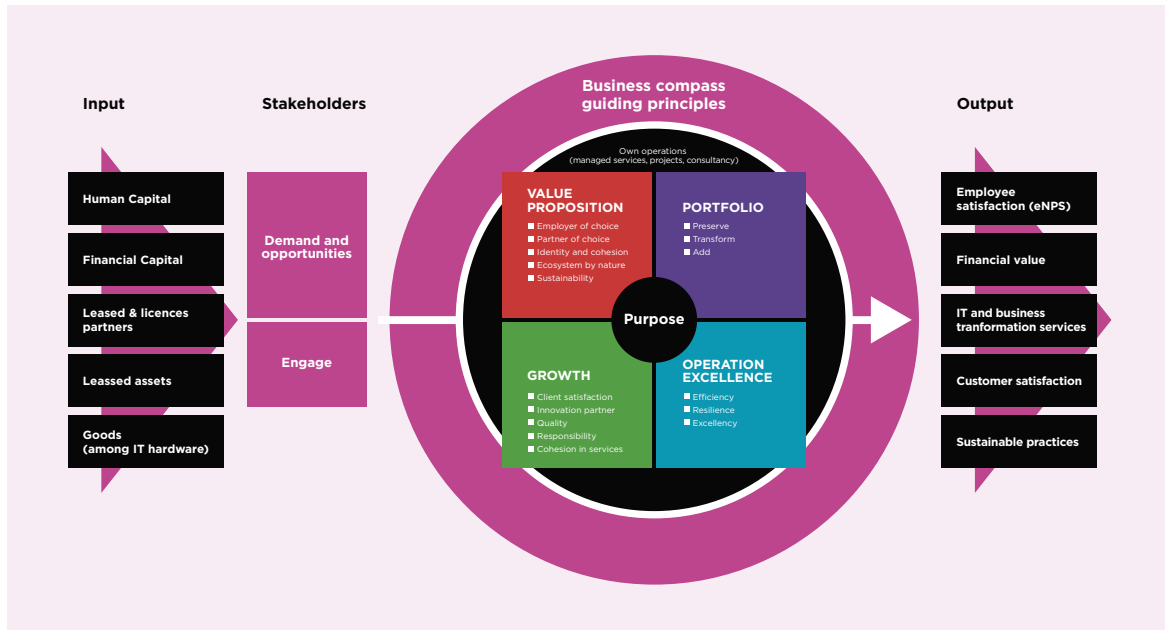 Input
Human Capital
Financial Capital
Leased & licences
partners
Leassed assets
Goods
(among IT hardware)
Stakeholders
Demand and
opportunities
Engage
Business compass
guiding principles
Own operations
(managed services, projects, consultancy)
VALUE
PROPOSITION
Employer of choice
Partner of choice
Identity and cohesion
Ecosystem by nature
Sustainability
PORTFOLIO
Preserve
Transform
Add
Purpose
GROWTH
Client satisfaction
Innovation partner
Quality
Responsibility
Cohesion in services
OPERATION
EXCELLENCE
Efficiency
Resilience
Excellency
Output
Employee
satisfaction (eNPS)
Financial value
IT and business
tranformation services
Customer satisfaction
Sustainable practices